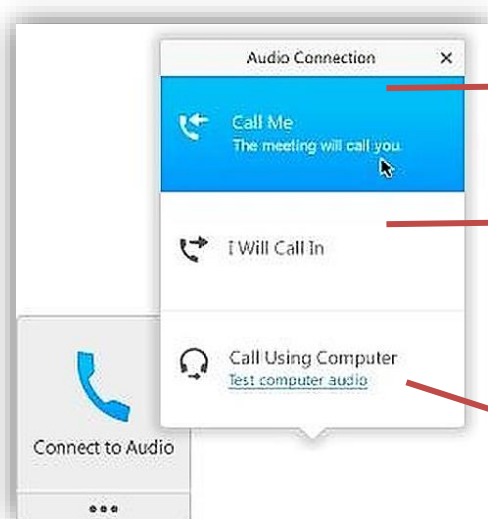 Audio Connection
Call Me
The meeting will call you.
I Will Call In
Call Using Computer
Test computer audio
Connect to Audio